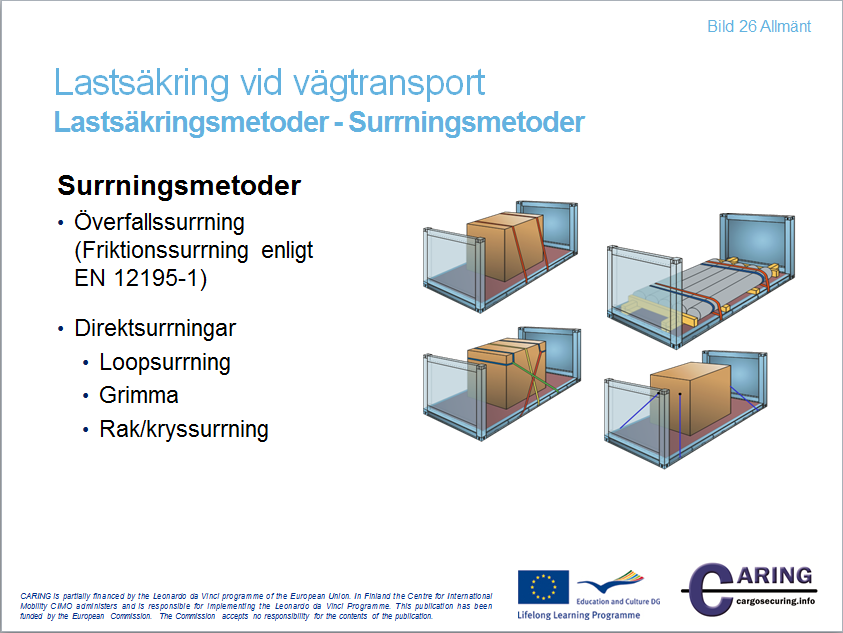 Bild 26 Allmänt
Lastsäkring vid vägtransport
Lastsäkringsmetoder - Surrningsmetoder
Surrningsmetoder
• Överfallssurrning
(Friktionssurrning enligt
EN 12195-1)
• Direktsurrningar
• Loopsurrning
• Grimma
• Rak/kryssurrning
CARING is partially financed by the Leonardo da Vinci programme of the European Union. In Finland the Centre for International
Mobility CIMO administers and is responsible for implementing the Leonardo da Vinci Programme. This publication has been
funded by the European Commission. The Commission accepts no responsibility for the contents of the publication.
Education and Culture DG
Lifelong Learning Programme
CARING
cargosecuring.info